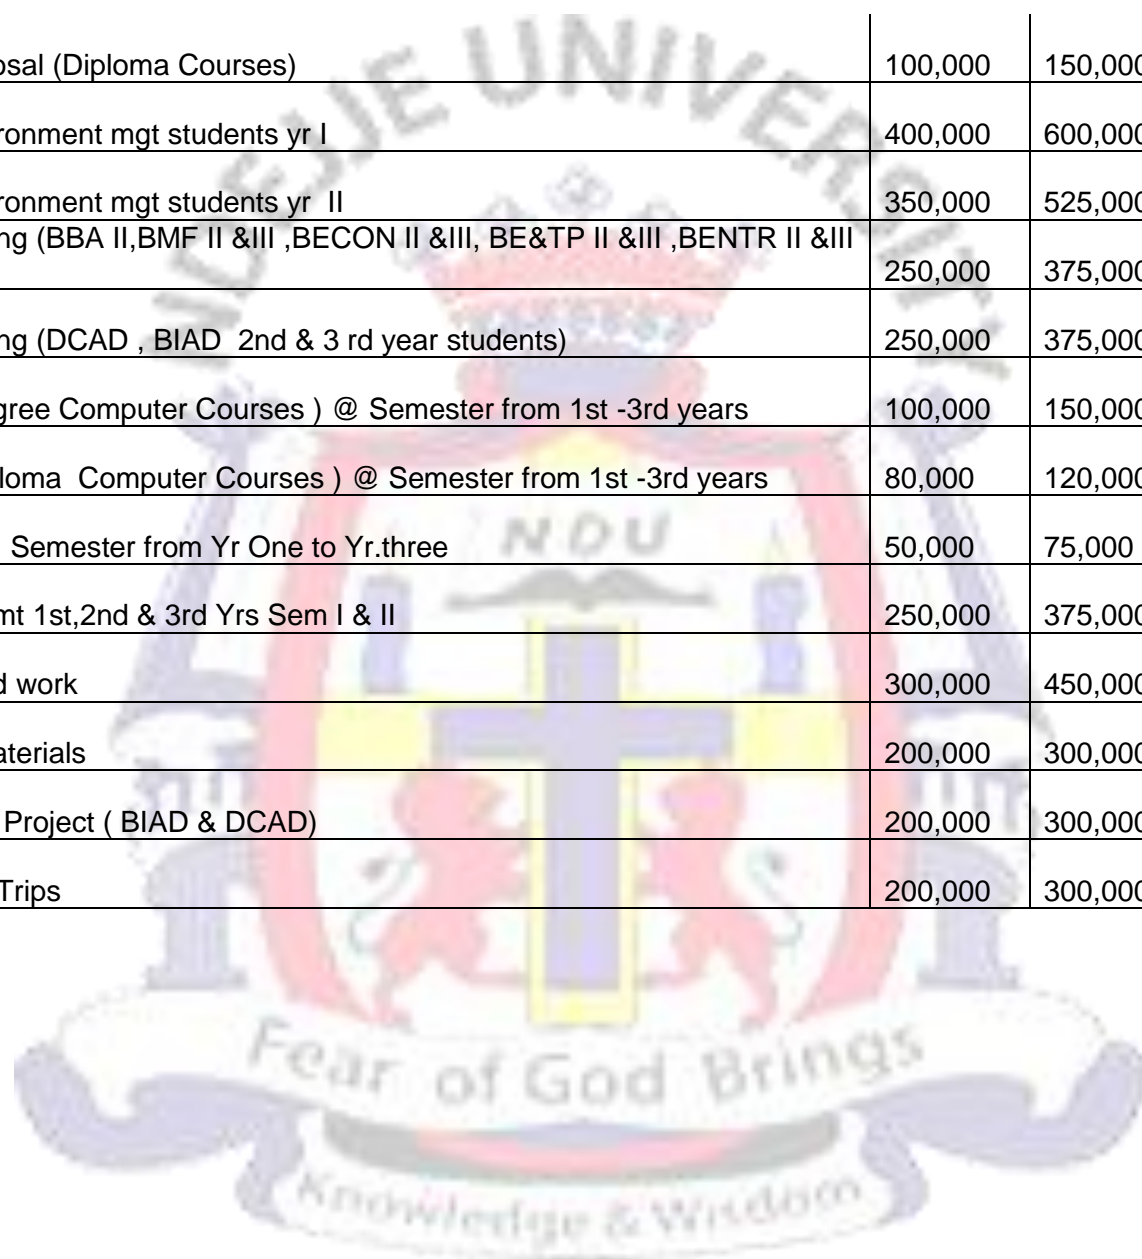 osal (Diploma Courses) 100,000 150,000
ronment mgt students yr I 400,000 600,000
ronment mgt students yr II 350,000 525,000
ng (BBA II,BMF II &III ,BECON II &III, BE&TP II &III ,BENTR II &III
250,000 375,000
ng (DCAD , BIAD 2nd & 3 rd year students) 250,000 375,000
gree Computer Courses ) @ Semester from 1st -3rd years 100,000 150,000
loma Computer Courses ) @ Semester from 1st -3rd years 80,000 120,000
Semester from Yr One to Yr.three 50,000 75,000
mt 1st,2nd & 3rd Yrs Sem I & II 250,000 375,000
d work 300,000 450,000
aterials 200,000 300,000
Project ( BIAD & DCAD) 200,000 300,000
Trips 200,000 300,000
NDEJJE UNIVERSITY
NDU
Fear of God Brings
Knowledge & Wisdom